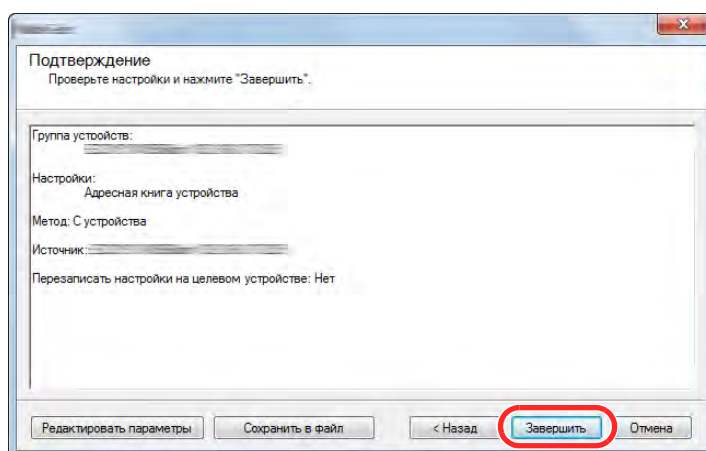 Подтверждение
Проверьте настройки и нажмите "Завершить".
Группа устройств:
Настройки:
Адресная книга устройства
Метод: С устройства
Источник:
Перезаписать настройки на целевом устройстве: Нет
Редактировать параметры Сохранить в файл < Назад Завершить Отмена